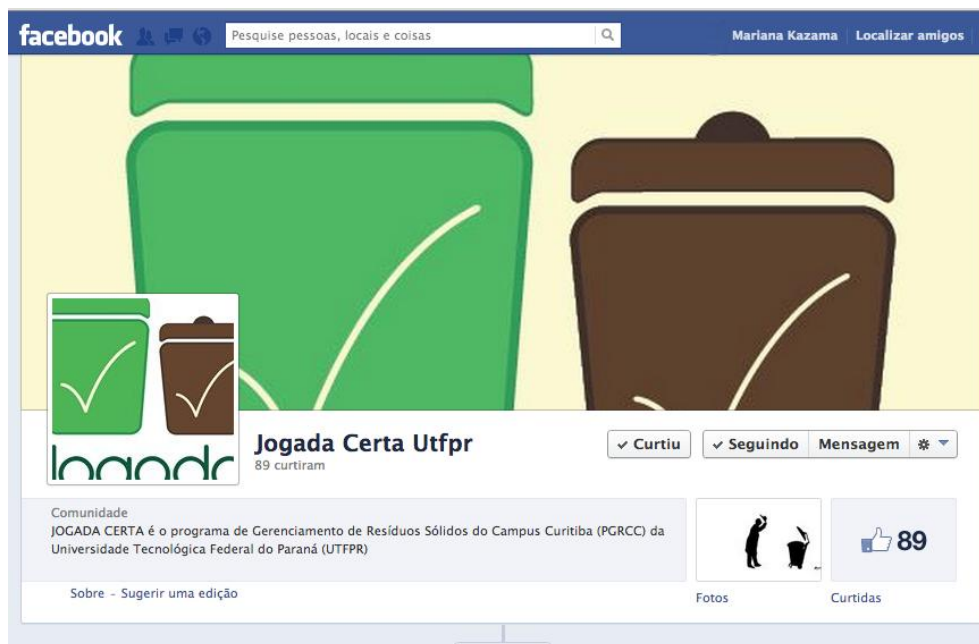 facebook
Pesquise pessoas, locais e coisas
Mariana Kazama
Localizar amigos
Jogada Certa Utfpr
89 curtiram
✓ Curtiu
✓ Seguindo
Mensagem
Comunidade
JOGADA CERTA é o programa de Gerenciamento de Resíduos Sólidos do Campus Curitiba (PGRCC) da
Universidade Tecnológica Federal do Paraná (UTFPR)
89
Sobre - Sugerir uma edição
Fotos
Curtidas